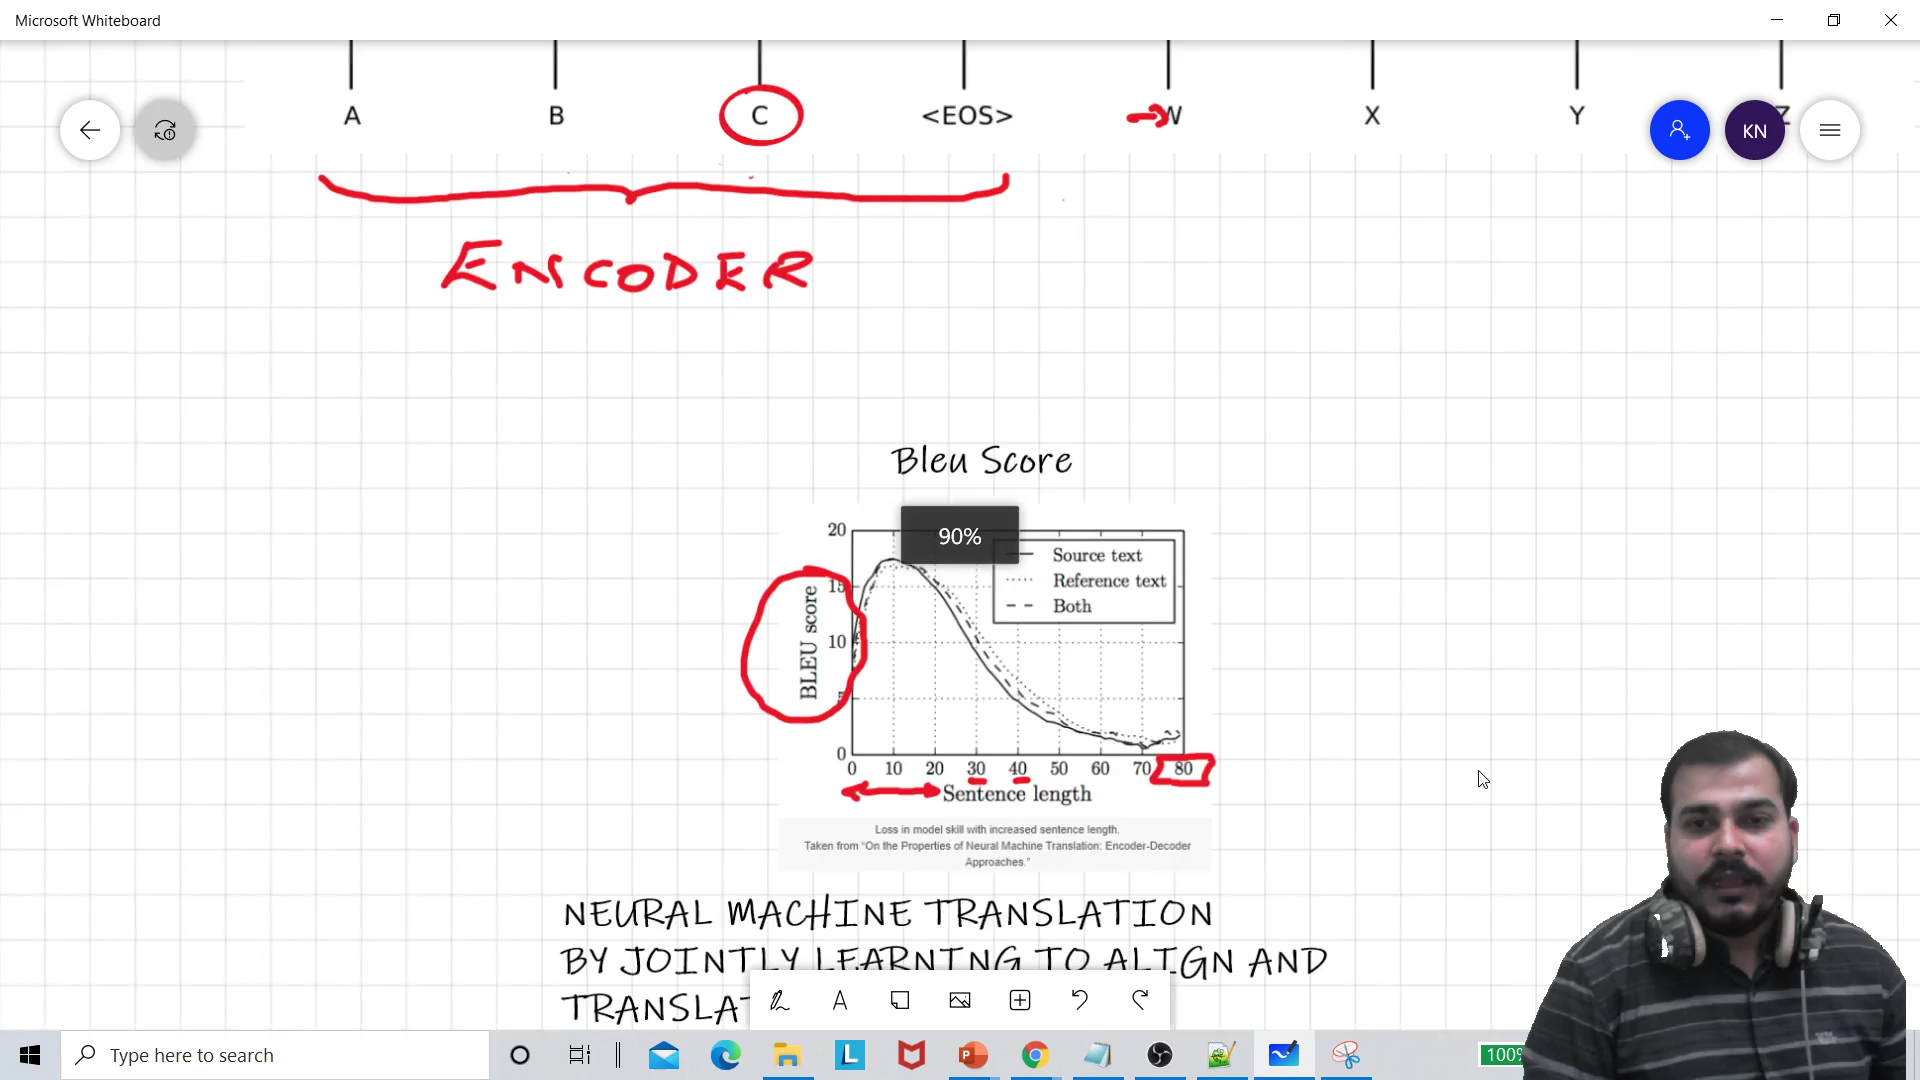 Microsoft Whiteboard
A B C <EOS> W X Y Z
KN
ENCODER
Bleu Score
90%
20
15
10
5
0
BLEU score
Source text
Reference text
Both
0 10 20 30 40 50 60 70 80
Sentence length
Loss in model skill with increased sentence length.
Taken from “On the Properties of Neural Machine Translation: Encoder-Decoder
Approaches.”
NEURAL MACHINE TRANSLATION
BY JOINTLY LEARNING TO ALIGN AND
TRANSLAT
A
Type here to search
L
P
100%